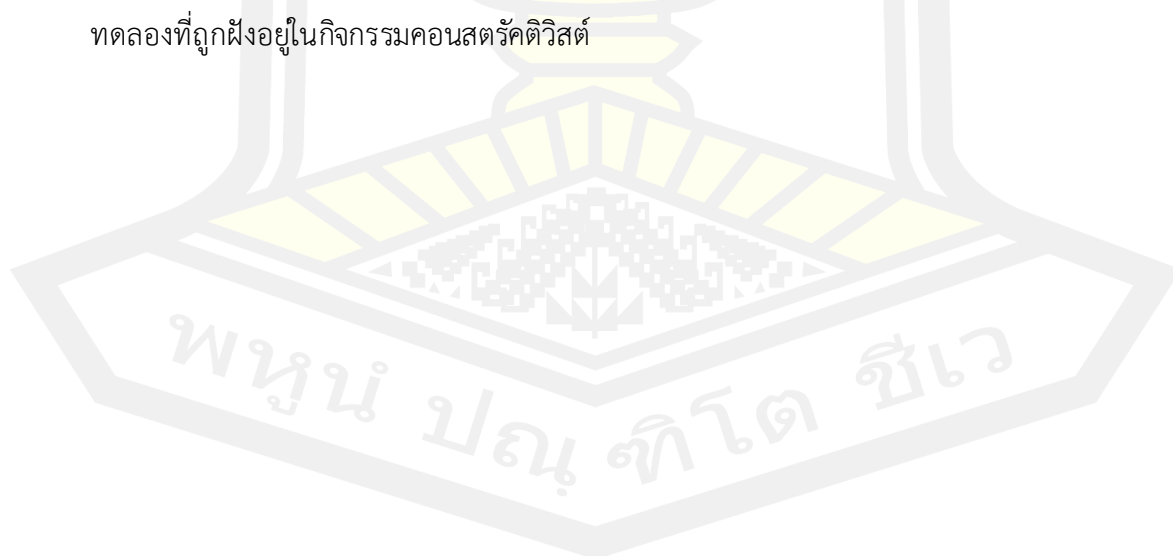 ทดลองที่ถูกฝังอยู่ในกิจกรรมคอนสตรัคติวิสต์
พหูนํ ปณฺฑิโต ชีเว